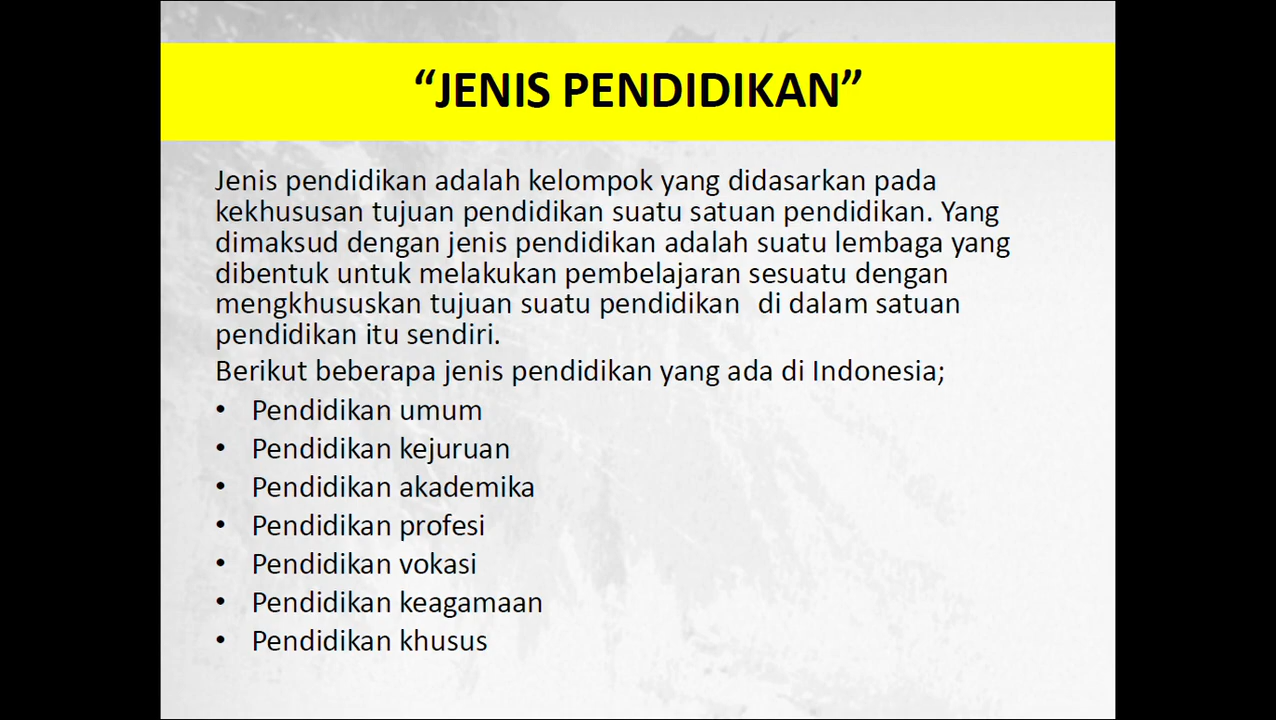 “JENIS PENDIDIKAN”
Jenis pendidikan adalah kelompok yang didasarkan pada
kekhususan tujuan pendidikan suatu satuan pendidikan. Yang
dimaksud dengan jenis pendidikan adalah suatu lembaga yang
dibentuk untuk melakukan pembelajaran sesuatu dengan
mengkhususkan tujuan suatu pendidikan  di dalam satuan
pendidikan itu sendiri.
Berikut beberapa jenis pendidikan yang ada di Indonesia;
• Pendidikan umum
• Pendidikan kejuruan
• Pendidikan akademika
• Pendidikan profesi
• Pendidikan vokasi
• Pendidikan keagamaan
• Pendidikan khusus